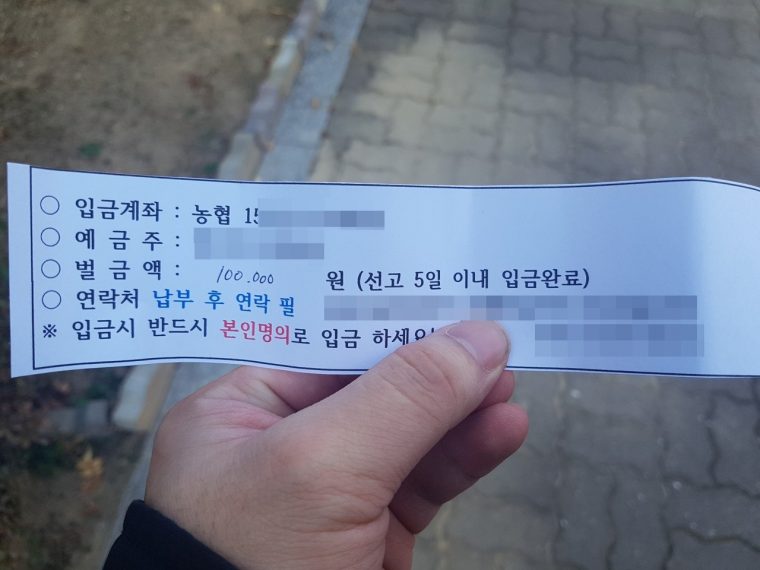 ○ 입금계좌 : 농협 15
○ 예 금 주 :
○ 벌 금 액 : 100.000 원 (선고 5일 이내 입금완료)
○ 연락처 납부 후 연락 필
※ 입금시 반드시 본인명의로 입금 하세요